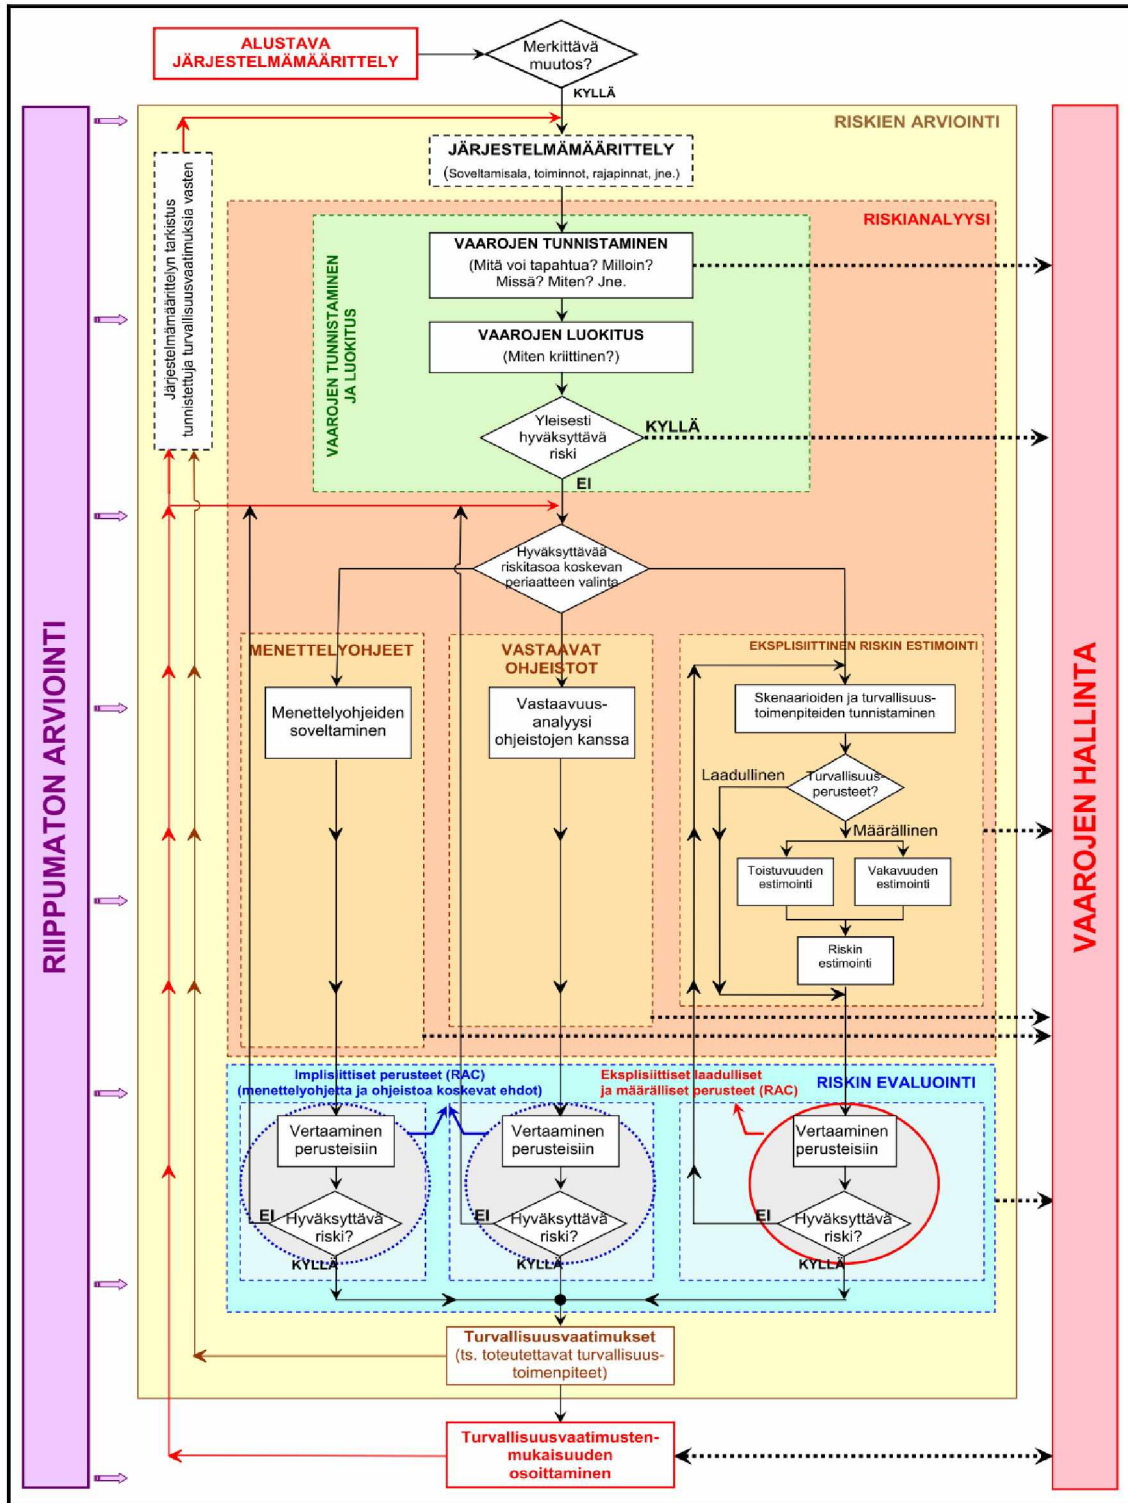 ALUSTAVA
JÄRJESTELMÄMÄÄRITTELY
Merkittävä
muutos?
KYLLÄ
RISKIEN ARVIOINTI
JÄRJESTELMÄMÄÄRITTELY
(Soveltamisala, toiminnot, rajapinnat, jne.)
Järjestelmämäärittelyn tarkistus
tunnistettuja turvallisuusvaatimuksia vasten
RISKIANALYYSI
VAAROJEN TUNNISTAMINEN
JA LUOKITUS
VAAROJEN TUNNISTAMINEN
(Mitä voi tapahtua? Milloin?
Missä? Miten? Jne.
VAAROJEN LUOKITUS
(Miten kriittinen?)
Yleisesti
hyväksyttävä
riski
KYLLÄ
EI
Hyväksyttävää
riskitasoa koskevan
periaatteen valinta
RIIPPUMATON ARVIOINTI
VAAROJEN HALLINTA
MENETTELYOHJEET
Menettelyohjeiden
soveltaminen
VASTAAVAT
OHJEISTOT
Vastaavuus-
analyysi
ohjeistojen kanssa
EKSPLISIITTINEN RISKIN ESTIMOINTI
Skenaarioiden ja turvallisuus-
toimenpiteiden tunnistaminen
Laadullinen
Turvallisuus-
perusteet?
Määrällinen
Toistuvuuden
estimointi
Vakavuuden
estimointi
Riskin
estimointi
Implisiittiset perusteet (RAC)
(menettelyohjetta ja ohjeistoa koskevat ehdot)
Eksplisiittiset laadulliset
ja määrälliset perusteet (RAC)
RISKIN EVALUOINTI
Vertaaminen
perusteisiin
EI
Hyväksyttävä
riski?
KYLLÄ
Vertaaminen
perusteisiin
EI
Hyväksyttävä
riski?
KYLLÄ
Vertaaminen
perusteisiin
EI
Hyväksyttävä
riski?
KYLLÄ
Turvallisuusvaatimukset
(ts. toteutettavat turvallisuus-
toimenpiteet)
Turvallisuusvaatimusten-
mukaisuuden
osoittaminen